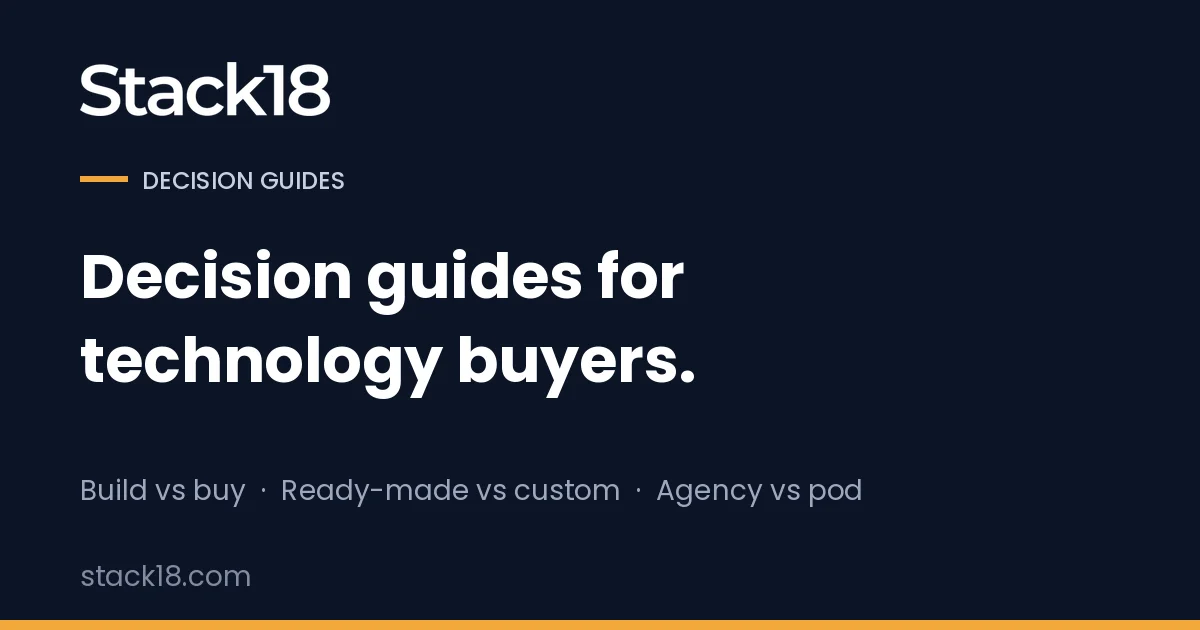 Stack18
DECISION GUIDES
Decision guides for
technology buyers.
Build vs buy · Ready-made vs custom · Agency vs pod
stack18.com